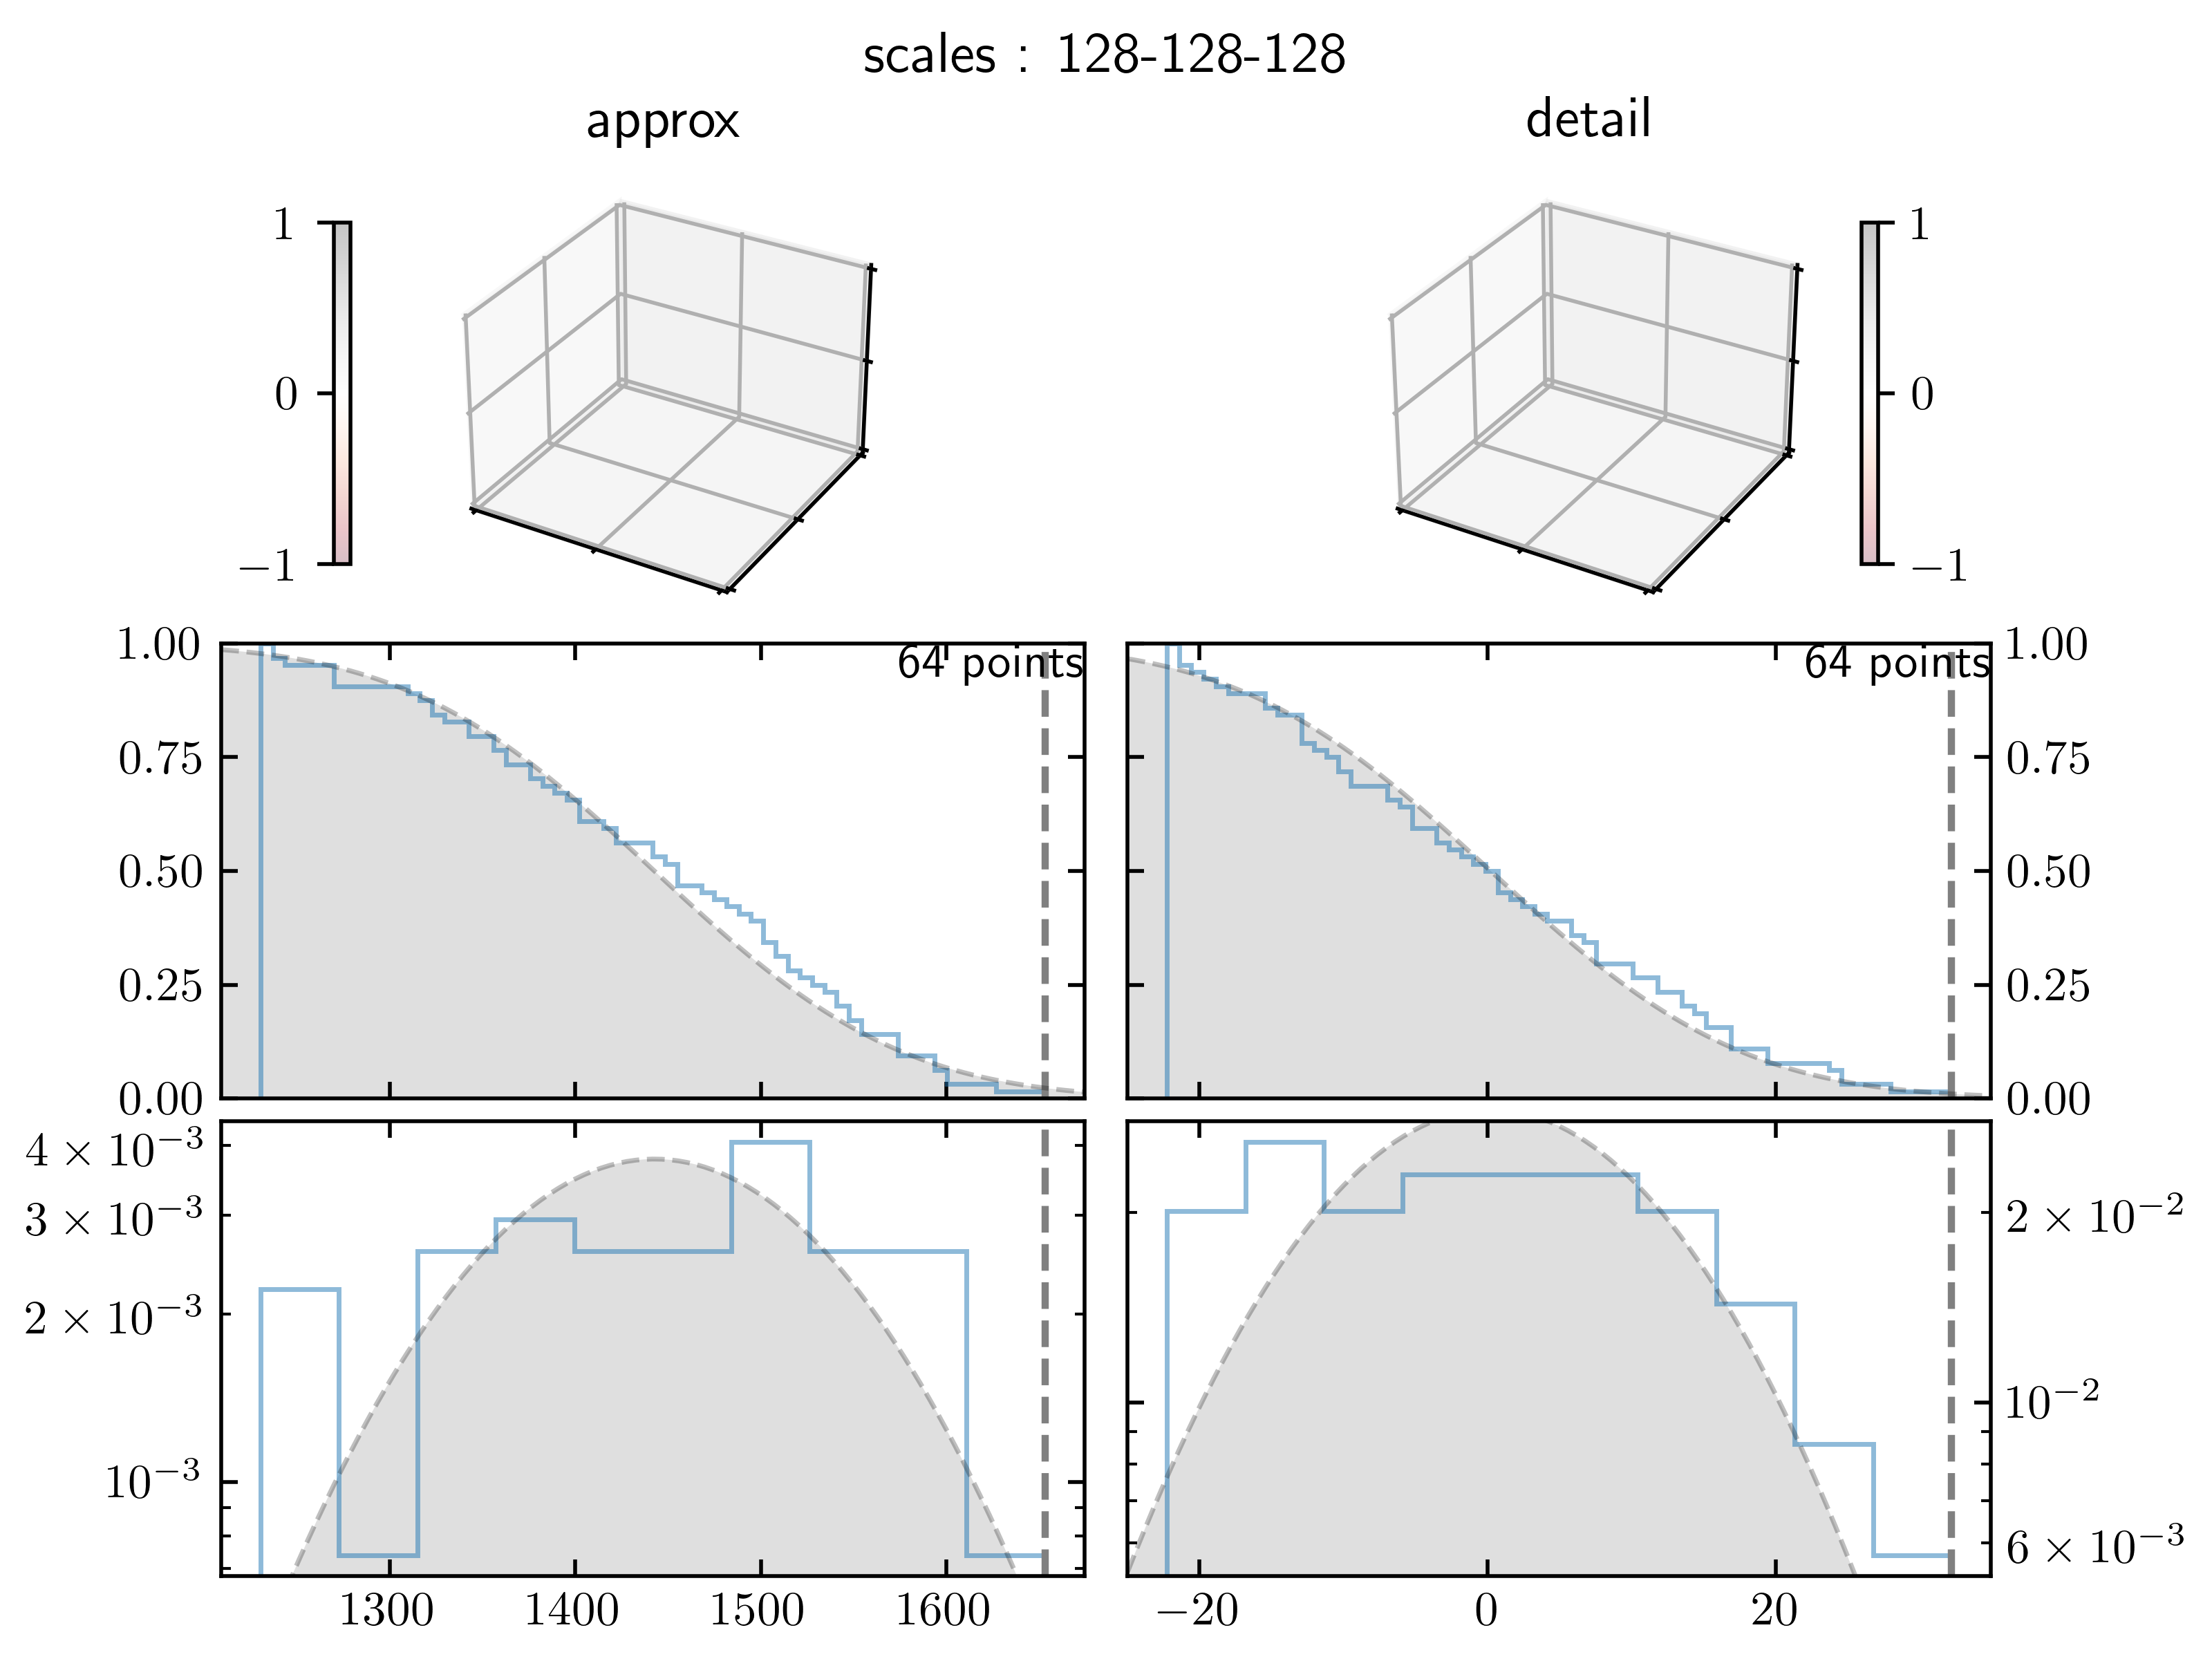 scales : 128-128-128
approx
detail
1
0
−1
1
0
−1
1.00
0.75
0.50
0.25
0.00
64 points
64 points
1.00
0.75
0.50
0.25
0.00
4 × 10⁻³
3 × 10⁻³
2 × 10⁻³
10⁻³
2 × 10⁻²
10⁻²
6 × 10⁻³
1300 1400 1500 1600
−20 0 20